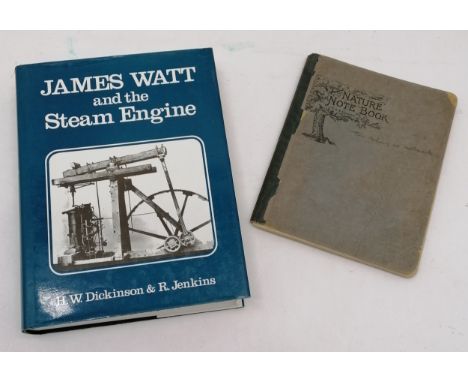 JAMES WATT
and the
Steam Engine
H. W. Dickinson & R. Jenkins
NATURE
NOTE BOOK